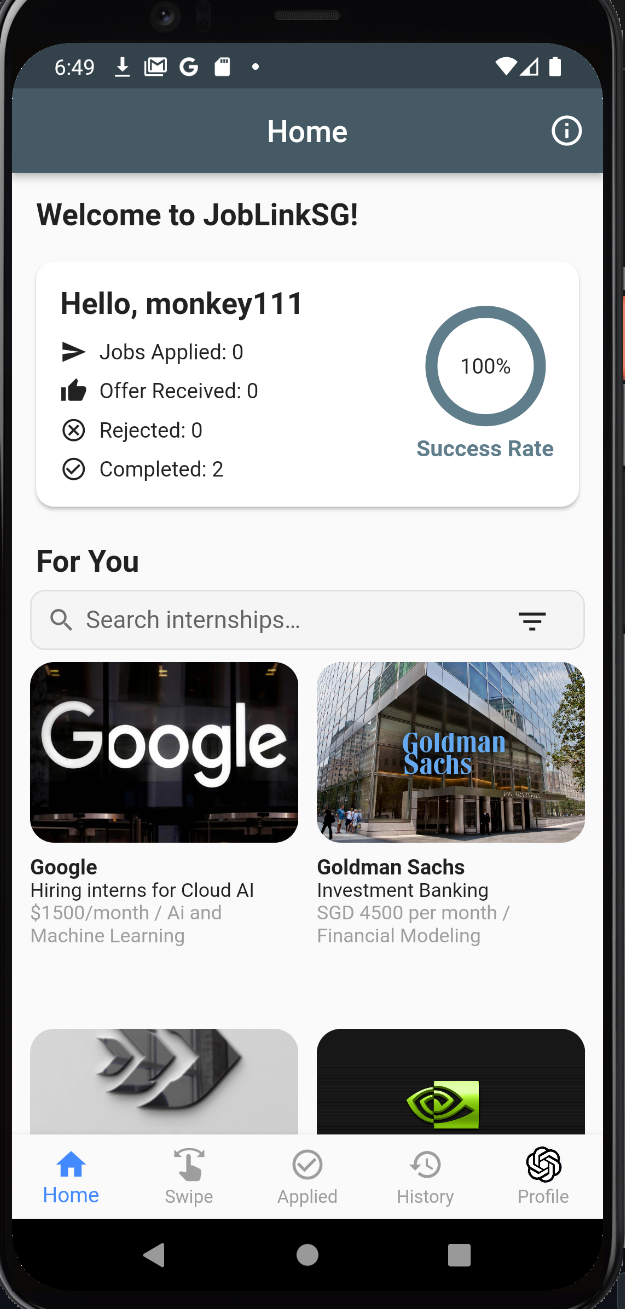 6:49
Home
Welcome to JobLinkSG!
Hello, monkey111
Jobs Applied: 0
Offer Received: 0
Rejected: 0
Completed: 2
100%
Success Rate
For You
Search internships...
Google
Goldman
Sachs
Google
Hiring interns for Cloud AI
$1500/month / Ai and
Machine Learning
Goldman Sachs
Investment Banking
SGD 4500 per month /
Financial Modeling
Home
Swipe
Applied
History
Profile